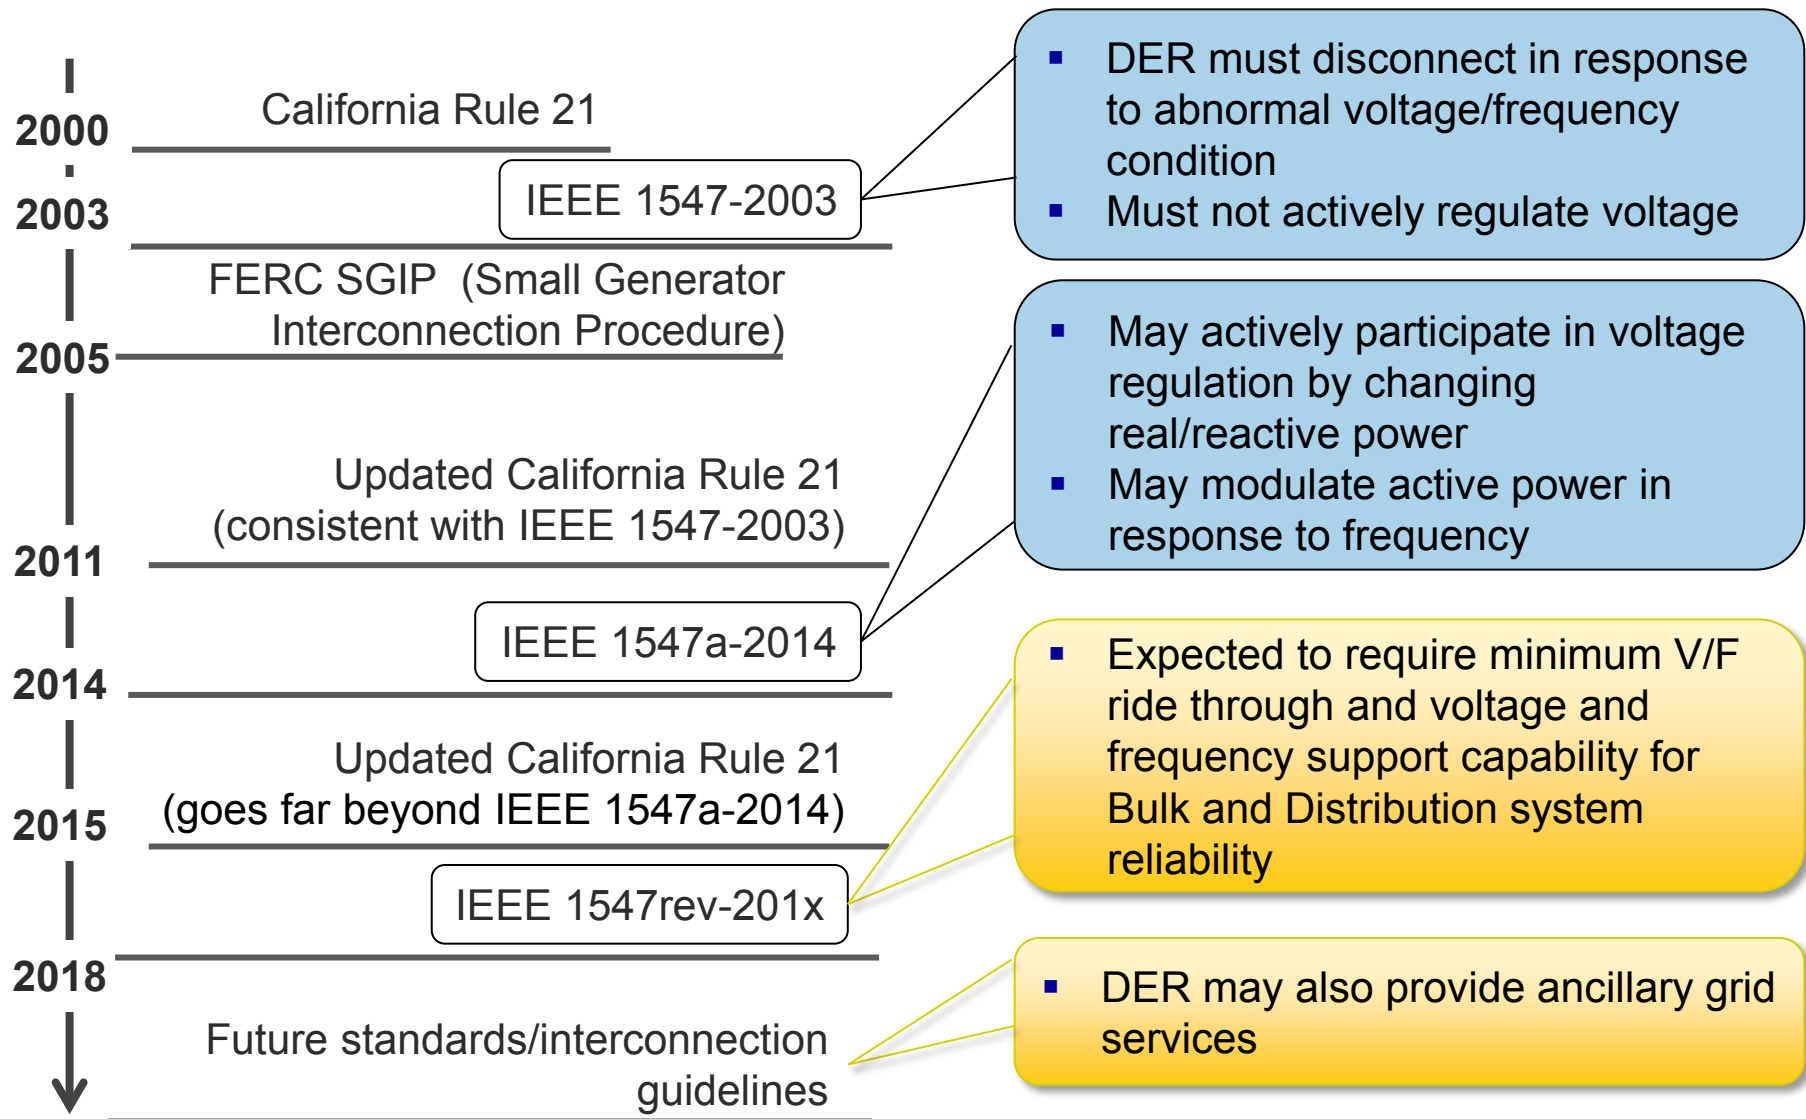 2000
California Rule 21
2003
IEEE 1547-2003
▪ DER must disconnect in response
to abnormal voltage/frequency
condition
▪ Must not actively regulate voltage
2005
FERC SGIP (Small Generator
Interconnection Procedure)
2011
Updated California Rule 21
(consistent with IEEE 1547-2003)
2014
IEEE 1547a-2014
▪ May actively participate in voltage
regulation by changing
real/reactive power
▪ May modulate active power in
response to frequency
2015
Updated California Rule 21
(goes far beyond IEEE 1547a-2014)
2018
IEEE 1547rev-201x
▪ Expected to require minimum V/F
ride through and voltage and
frequency support capability for
Bulk and Distribution system
reliability
Future standards/interconnection
guidelines
▪ DER may also provide ancillary grid
services